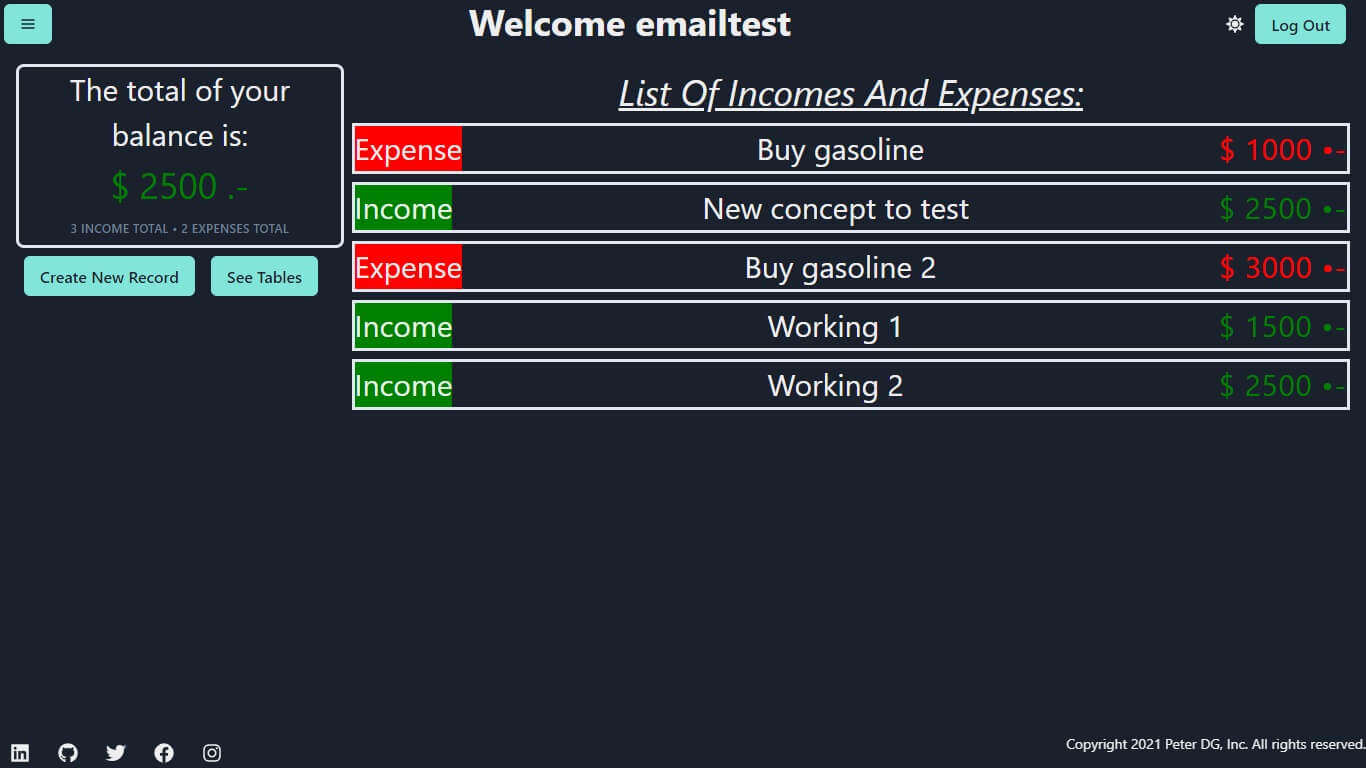 Welcome emailtest
Log Out
The total of your
balance is:
$ 2500 .-
3 INCOME TOTAL • 2 EXPENSES TOTAL
Create New Record
See Tables
List Of Incomes And Expenses:
Expense Buy gasoline $ 1000 •-
Income New concept to test $ 2500 •-
Expense Buy gasoline 2 $ 3000 •-
Income Working 1 $ 1500 •-
Income Working 2 $ 2500 •-
Copyright 2021 Peter DG, Inc. All rights reserved.